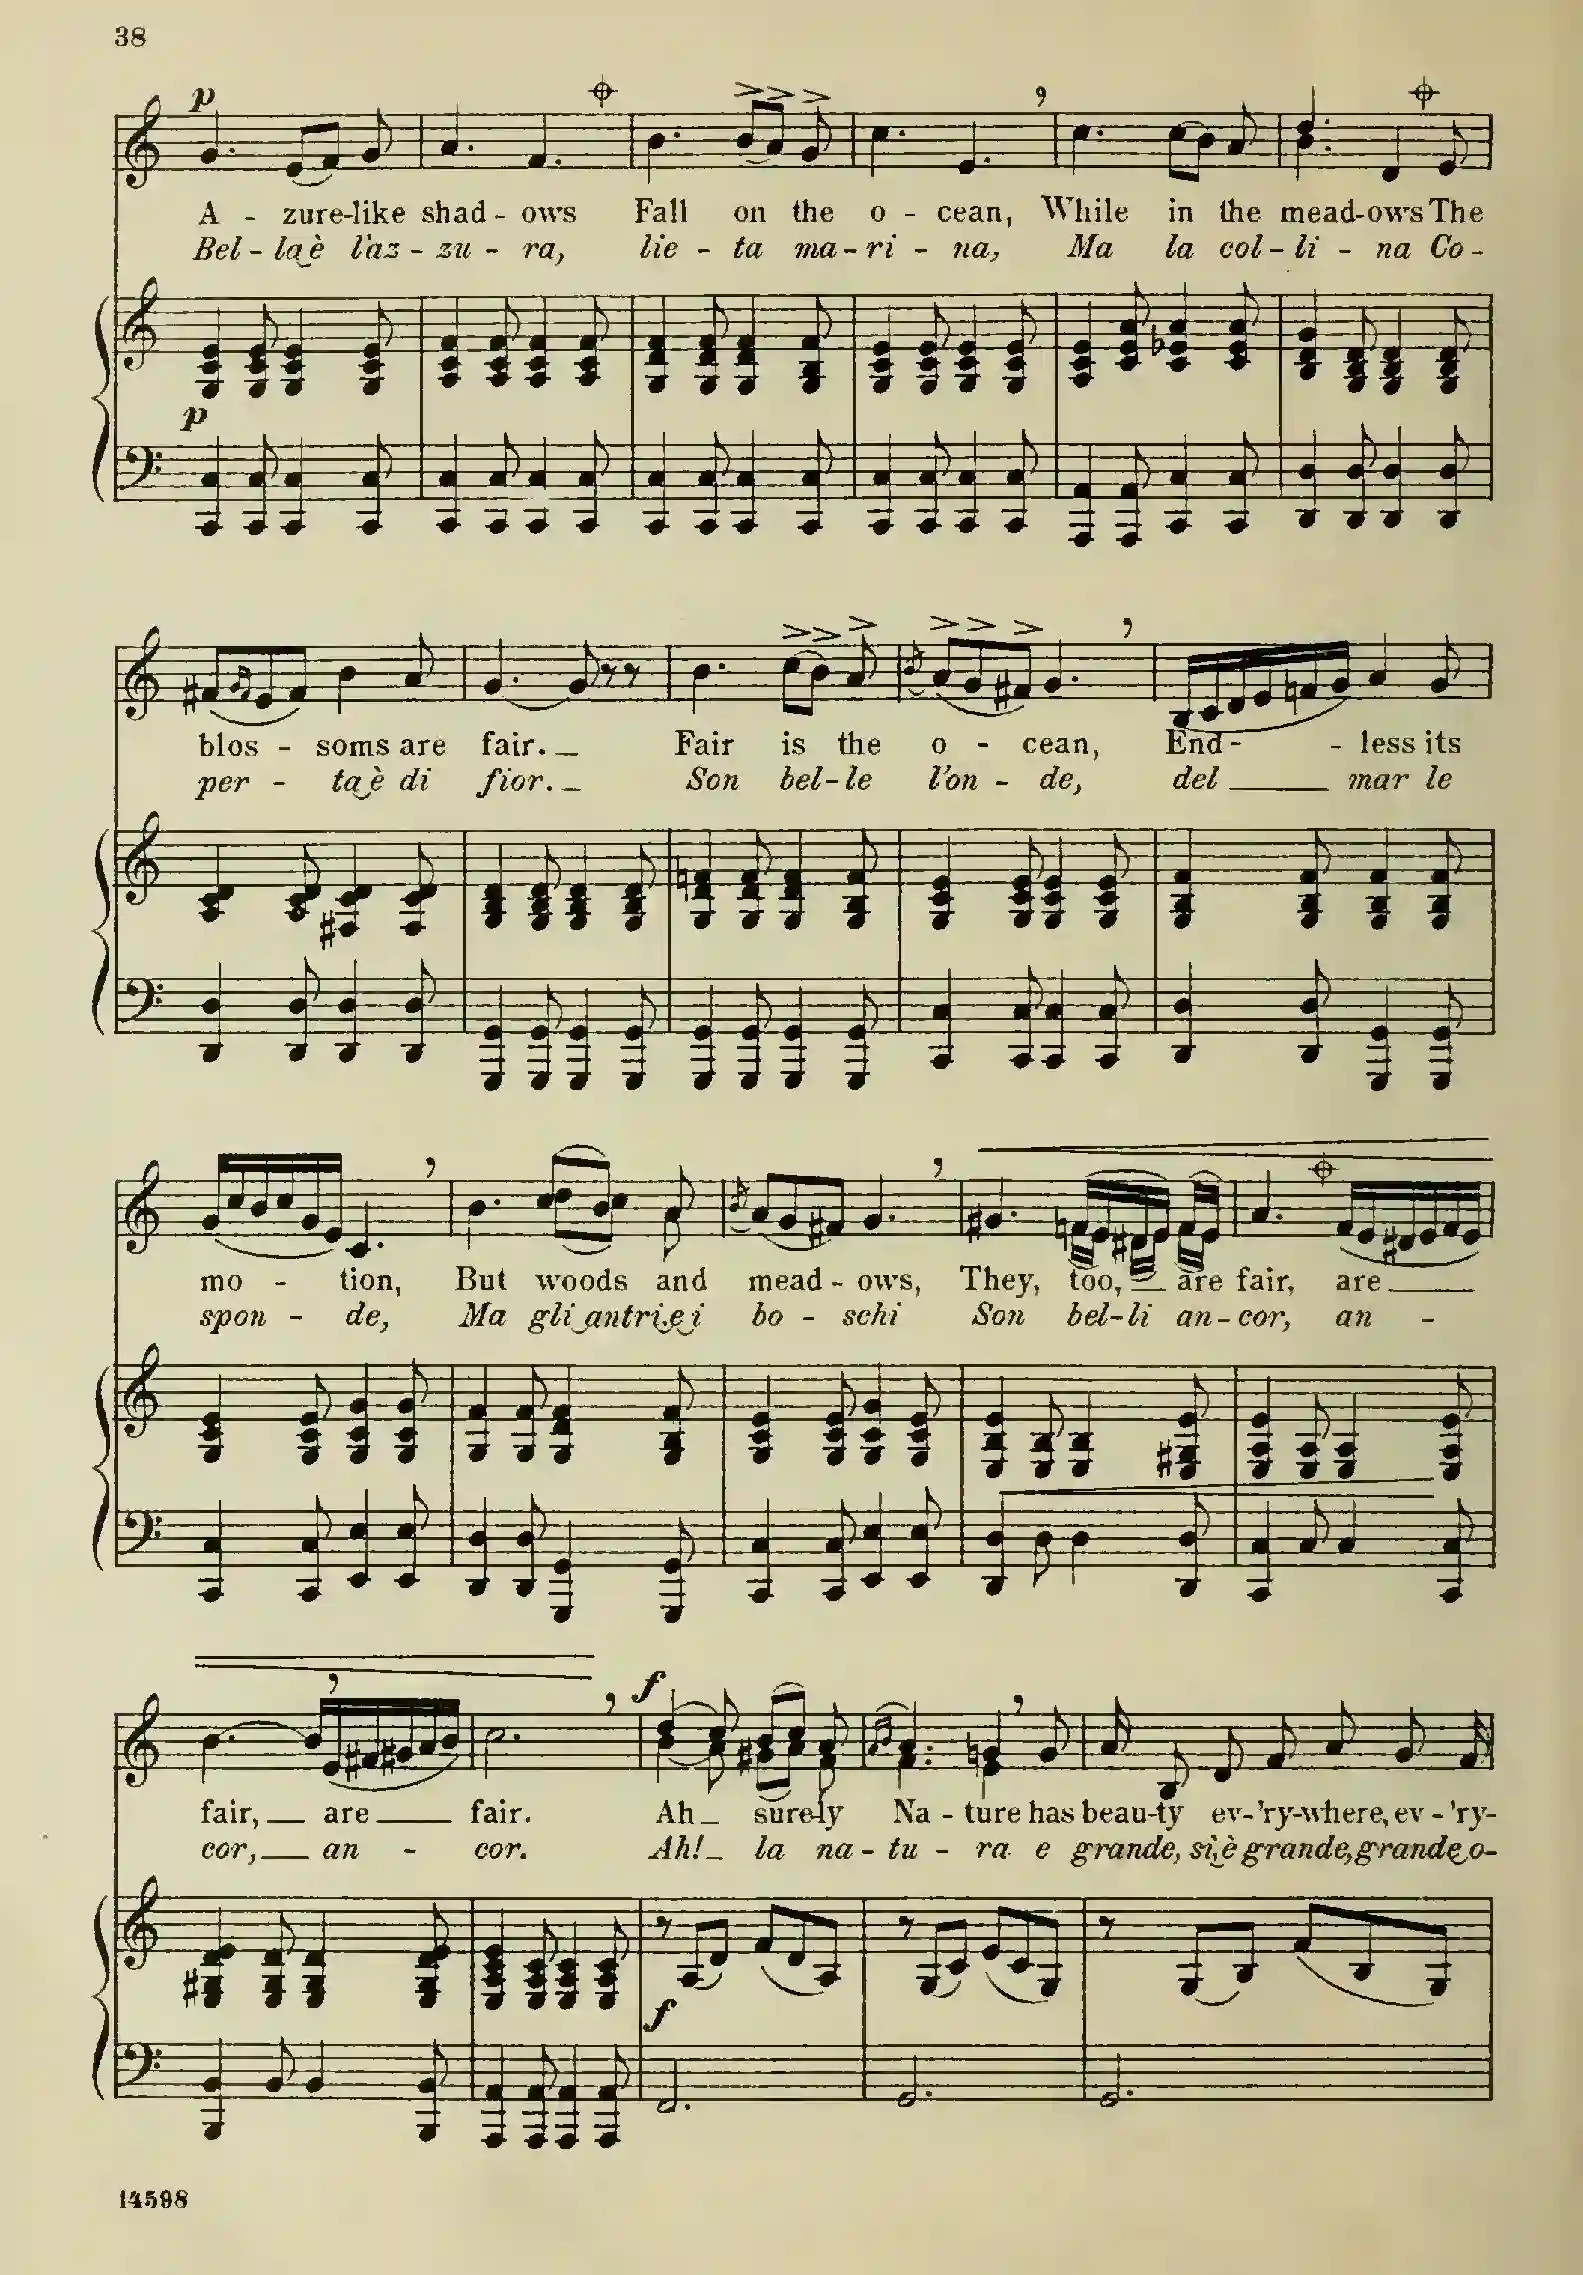 38
p
A - zure-like shad - ows Fall on the o - cean, While in the mead-ows The
Bel - la è l'az - zu - ra, lie - ta ma - ri - na, Ma la col - li - na Co -
p
blos - soms are fair. _ Fair is the o - cean, End - - less its
per - ta è di fior. _ Son bel - le l'on - de, del ___ mar le
mo - tion, But woods and mead - ows, They, too, _ are fair, are ___
spon - de, Ma gli antri e i bo - schi Son bel - li an - cor, an -
f
fair, _ are ___ fair. Ah _ surely Na - ture has beau-ty ev-'ry-where, ev - 'ry-
cor, _ an - cor. Ah! _ la na - tu - ra e grande, sì, è grande, grande o-
f
14598